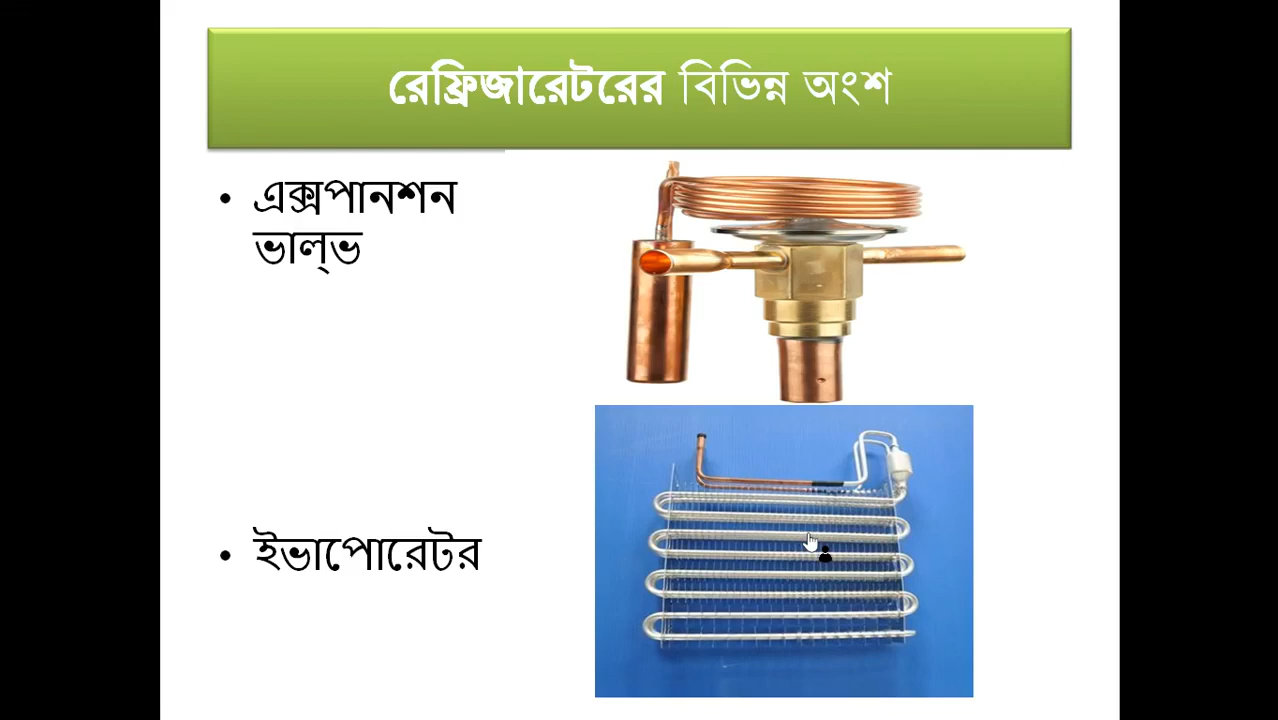 রেফ্রিজারেটরের বিভিন্ন অংশ
• এক্সপানশন
ভাল্‌ভ
• ইভাপোরেটর